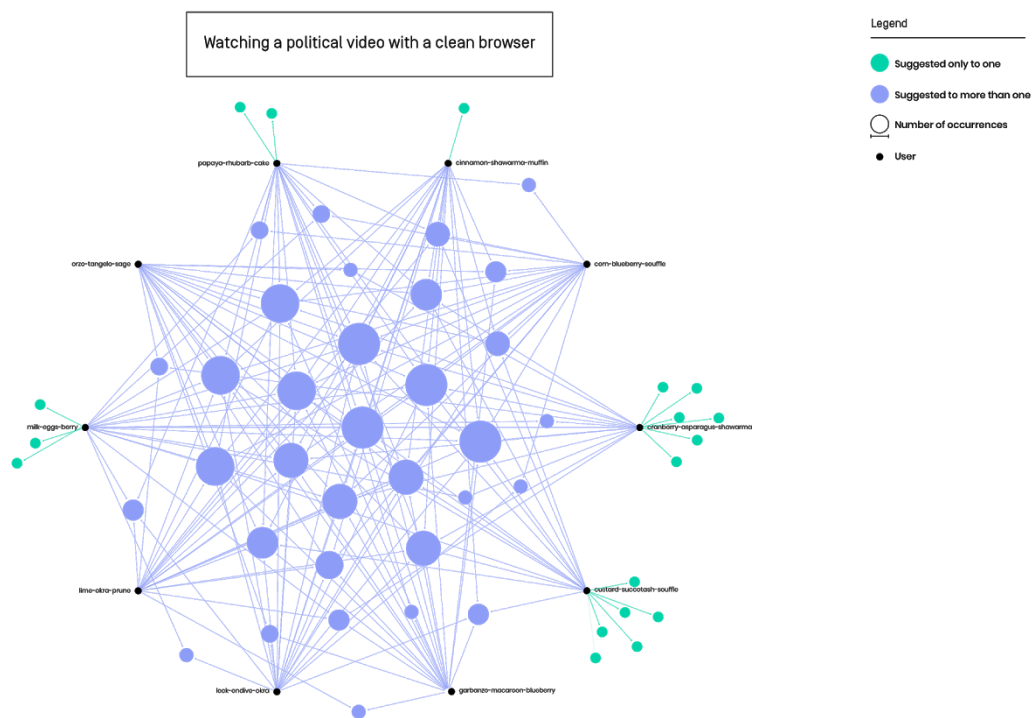 Watching a political video with a clean browser
Legend
Suggested only to one
Suggested to more than one
Number of occurrences
User
papaya-rhubarb-cake
cinnamon-shawarma-muffin
orzo-tangelo-sage
corn-blueberry-souffle
milk-eggs-berry
cranberry-asparagus-shawarma
lime-okra-prune
custard-succotash-souffle
leek-endive-okra
garbanzo-macaroon-blueberry